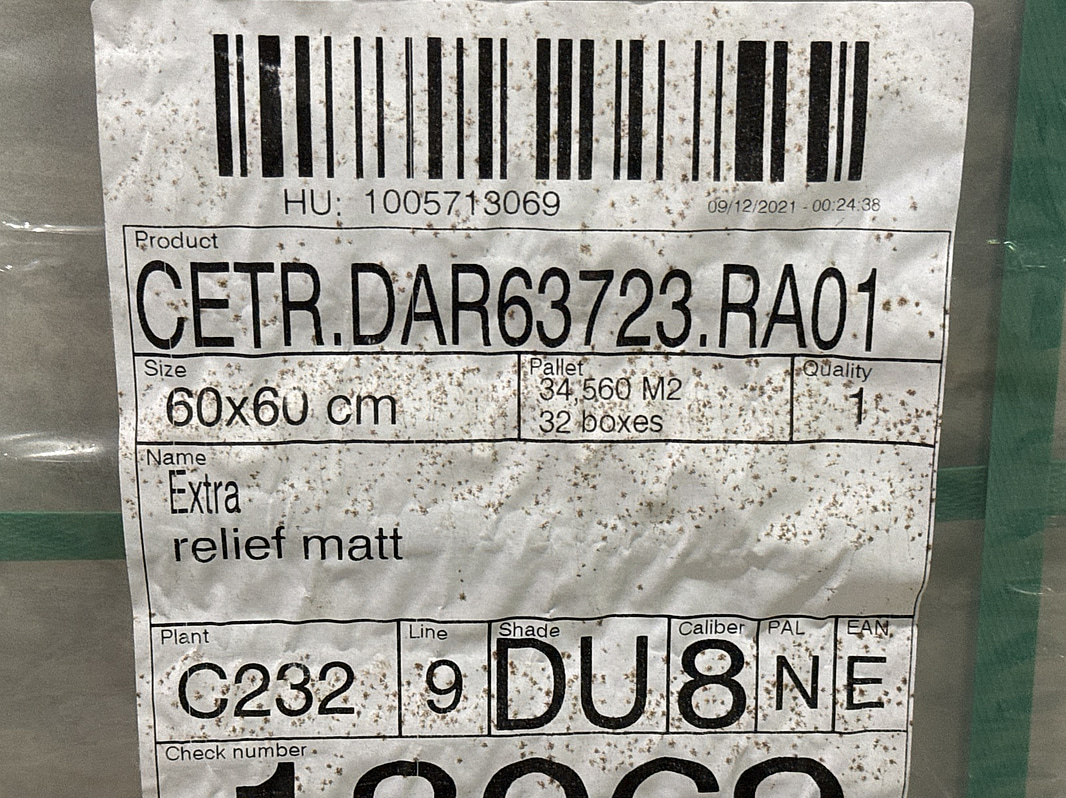 HU: 1005713069
09/12/2021 - 00:24:38
Product
CETR.DAR63723.RA01
Size
60x60 cm
Pallet
34,560 M2
32 boxes
Quality
1
Name
Extra
relief matt
Plant
C232
Line
9
Shade
DU
Caliber
8
PAL
N
EAN
E
Check number